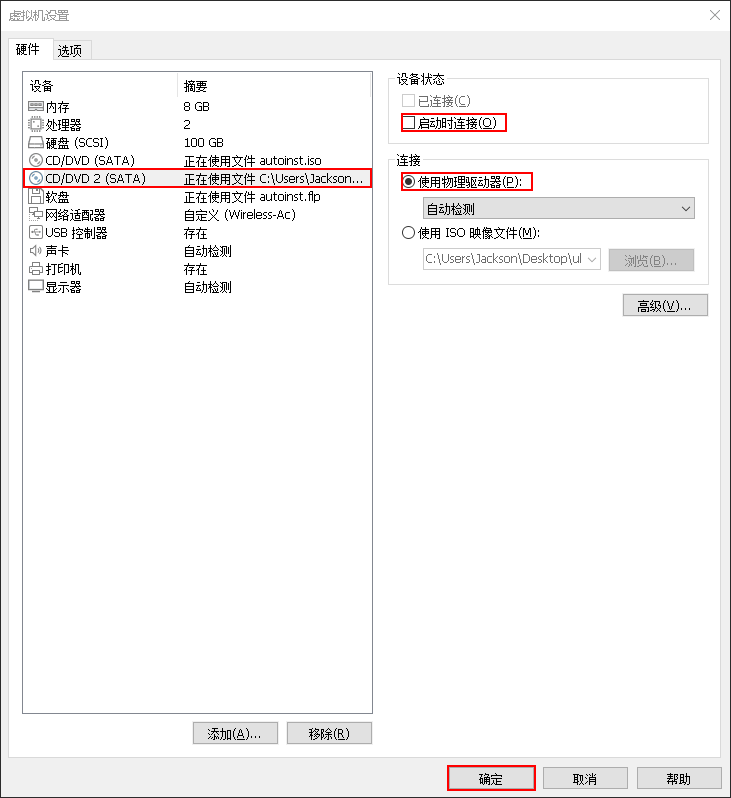 虚拟机设置
硬件 选项
设备 摘要
内存 8 GB
处理器 2
硬盘 (SCSI) 100 GB
CD/DVD (SATA) 正在使用文件 autoinst.iso
CD/DVD 2 (SATA) 正在使用文件 C:\Users\Jackson...
软盘 正在使用文件 autoinst.flp
网络适配器 自定义 (Wireless-Ac)
USB 控制器 存在
声卡 自动检测
打印机 存在
显示器 自动检测
添加(A)... 移除(R)
设备状态
已连接(C)
启动时连接(O)
连接
使用物理驱动器(P):
自动检测
使用 ISO 映像文件(M):
C:\Users\Jackson\Desktop\ul 浏览(B)...
高级(V)...
确定 取消 帮助